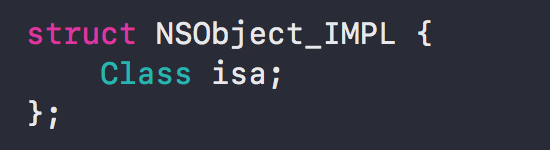 struct NSObject_IMPL {
    Class isa;
};